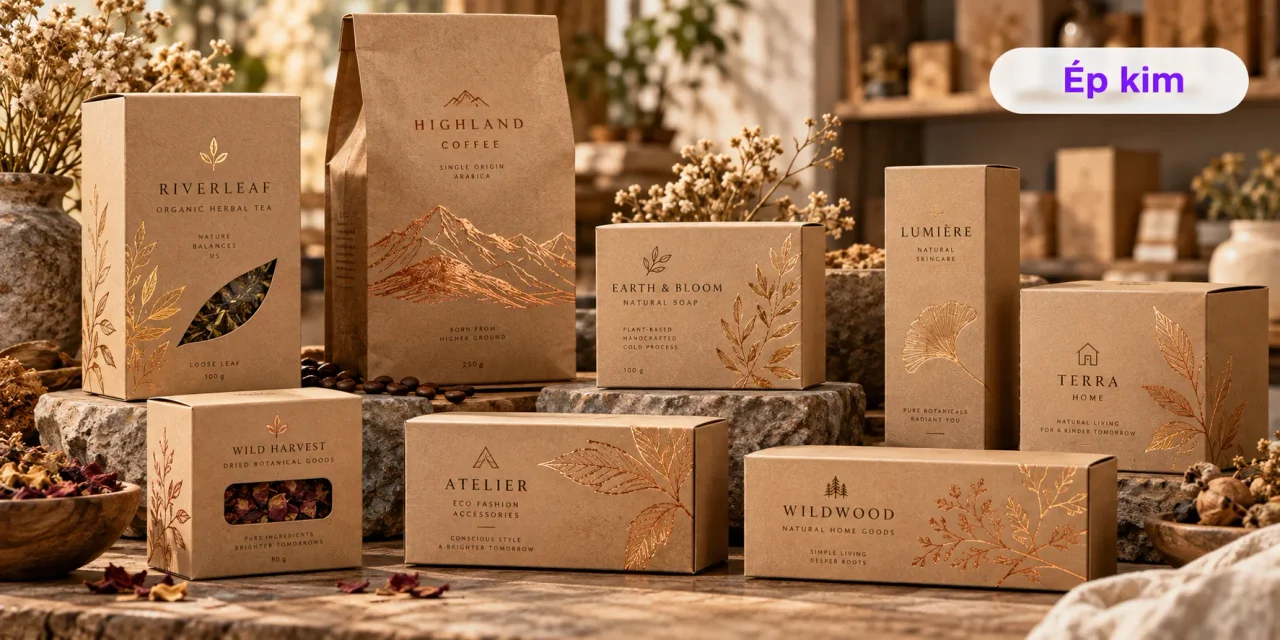 Ép kim
RIVERLEAF
ORGANIC HERBAL TEA
NATURE
BALANCES
US
LOOSE LEAF
100 g
HIGHLAND
COFFEE
SINGLE ORIGIN
ARABICA
BORN FROM
HIGHER GROUND
250 g
EARTH & BLOOM
NATURAL SOAP
PLANT-BASED
HANDCRAFTED
COLD PROCESS
100 g
LUMIÈRE
NATURAL
SKINCARE
PURE BOTANICALS
RADIANT YOU
TERRA
HOME
NATURAL LIVING
FOR A KINDER TOMORROW
WILD HARVEST
DRIED BOTANICAL GOODS
PURE INGREDIENTS
BRIGHTER TOMORROWS
80 g
ATELIER
ECO FASHION
ACCESSORIES
CONSCIOUS STYLE
A BRIGHTER TOMORROW
WILDWOOD
NATURAL HOME GOODS
SIMPLE LIVING
DEEPER ROOTS